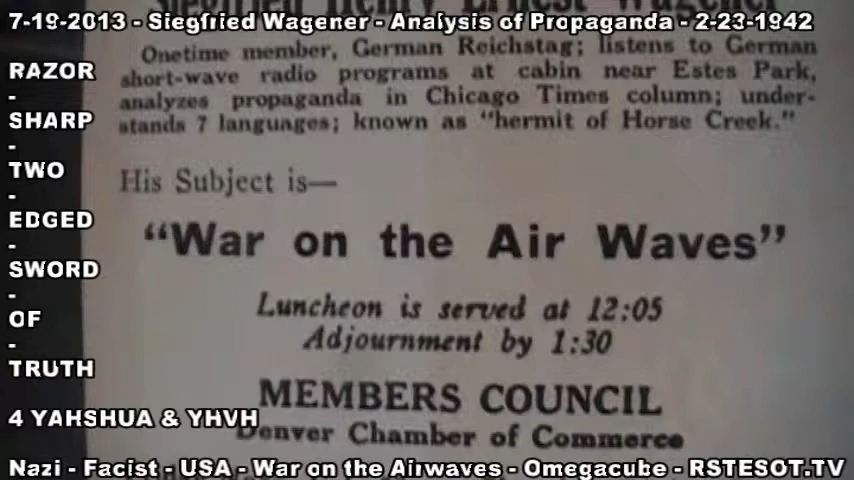 7-19-2013 - Siegfried Wagener - Analysis of Propaganda - 2-23-1942
Siegfried Henry Ernest Wagener
Onetime member, German Reichstag; listens to German
short-wave radio programs at cabin near Estes Park,
analyzes propaganda in Chicago Times column; under-
stands 7 languages; known as "hermit of Horse Creek."
His Subject is—
"War on the Air Waves"
Luncheon is served at 12:05
Adjournment by 1:30
MEMBERS COUNCIL
Denver Chamber of Commerce
RAZOR
-
SHARP
-
TWO
-
EDGED
-
SWORD
-
OF
-
TRUTH
4 YAHSHUA & YHVH
Nazi - Facist - USA - War on the Airwaves - Omegacube - RSTESOT.TV